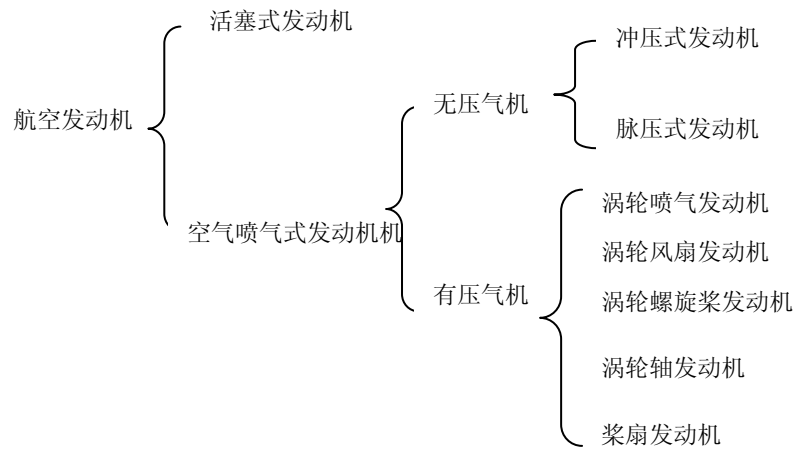 航空发动机
活塞式发动机
空气喷气式发动机机
无压气机
冲压式发动机
脉压式发动机
有压气机
涡轮喷气发动机
涡轮风扇发动机
涡轮螺旋桨发动机
涡轮轴发动机
桨扇发动机